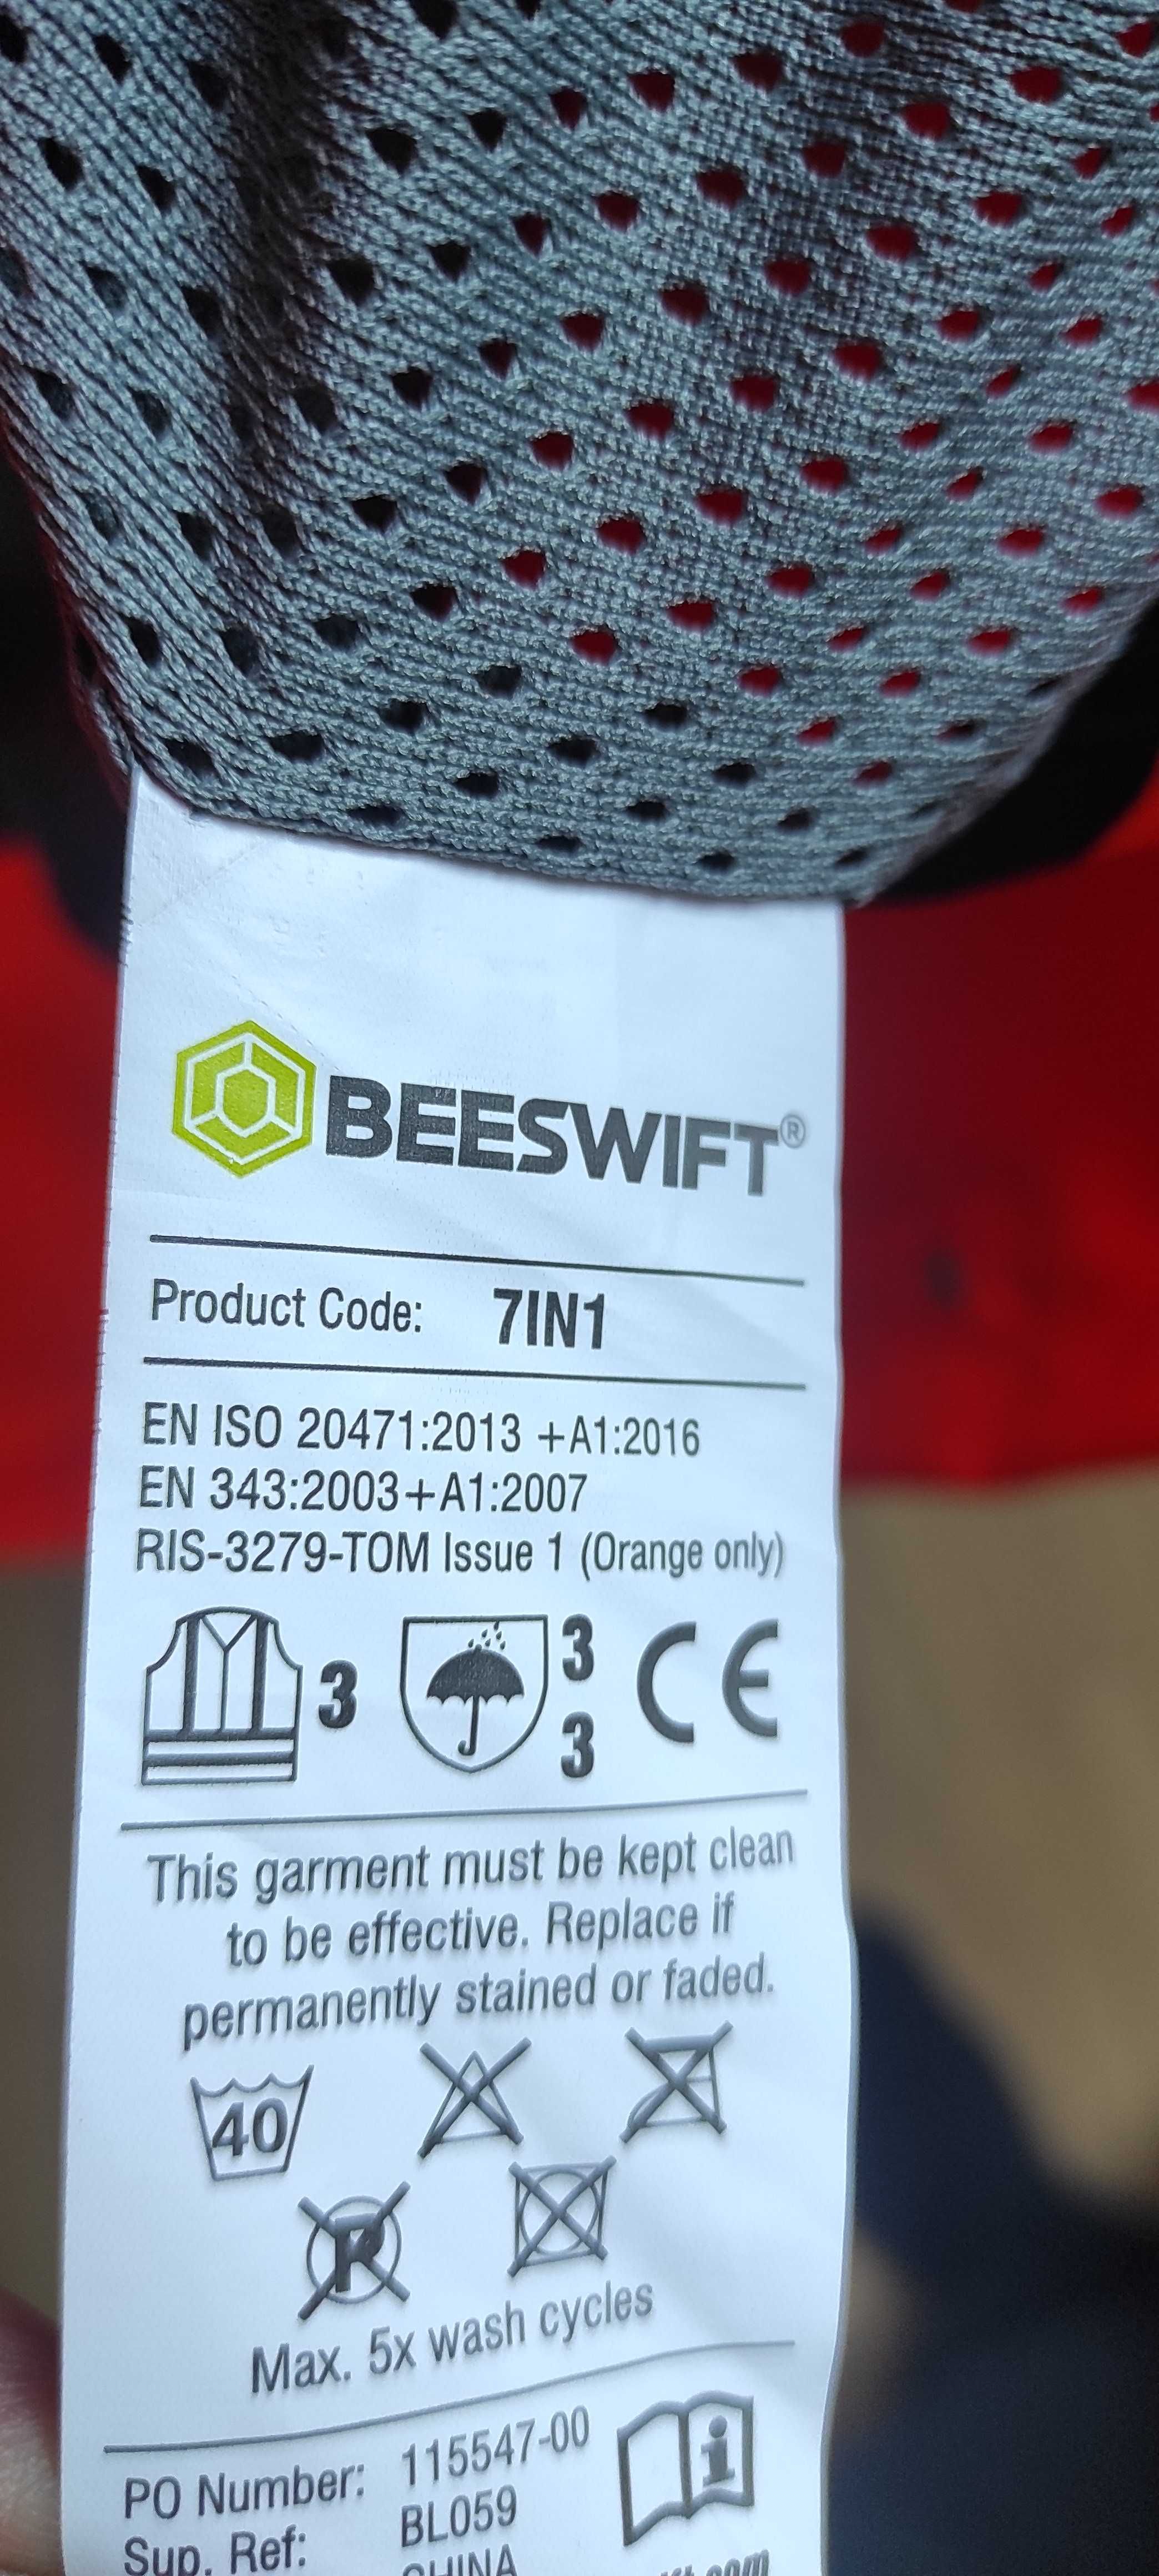 BEESWIFT®
Product Code: 7IN1
EN ISO 20471:2013 +A1:2016
EN 343:2003+A1:2007
RIS-3279-TOM Issue 1 (Orange only)
3
3
3
CE
This garment must be kept clean
to be effective. Replace if
permanently stained or faded.
40
R
Max. 5x wash cycles
PO Number: 115547-00
Sup. Ref: BL059
CHINA